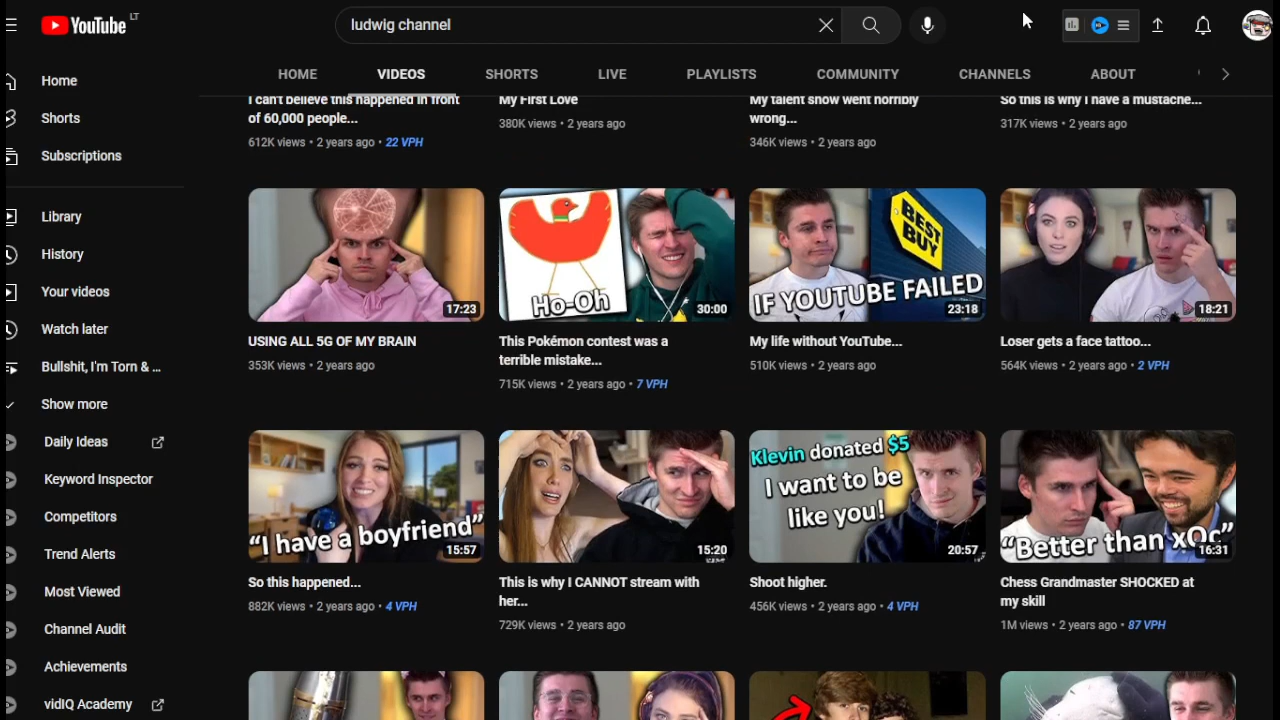 YouTube LT
ludwig channel
HOME VIDEOS SHORTS LIVE PLAYLISTS COMMUNITY CHANNELS ABOUT
Home
Shorts
Subscriptions
Library
History
Your videos
Watch later
Bullshit, I'm Torn & ...
Show more
Daily Ideas
Keyword Inspector
Competitors
Trend Alerts
Most Viewed
Channel Audit
Achievements
vidIQ Academy
I can't believe this happened in front
of 60,000 people...
612K views • 2 years ago • 22 VPH
My First Love
380K views • 2 years ago
My talent show went horribly
wrong...
346K views • 2 years ago
So this is why I have a mustache...
317K views • 2 years ago
17:23
USING ALL 5G OF MY BRAIN
353K views • 2 years ago
Ho-Oh
30:00
This Pokémon contest was a
terrible mistake...
715K views • 2 years ago • 7 VPH
BEST
BUY
IF YOUTUBE FAILED
23:18
My life without YouTube...
510K views • 2 years ago
18:21
Loser gets a face tattoo...
564K views • 2 years ago • 2 VPH
"I have a boyfriend"
15:57
So this happened...
882K views • 2 years ago • 4 VPH
15:20
This is why I CANNOT stream with
her...
729K views • 2 years ago
Klevin donated $5
I want to be
like you!
20:57
Shoot higher.
456K views • 2 years ago • 4 VPH
"Better than xQc"
16:31
Chess Grandmaster SHOCKED at
my skill
1M views • 2 years ago • 87 VPH